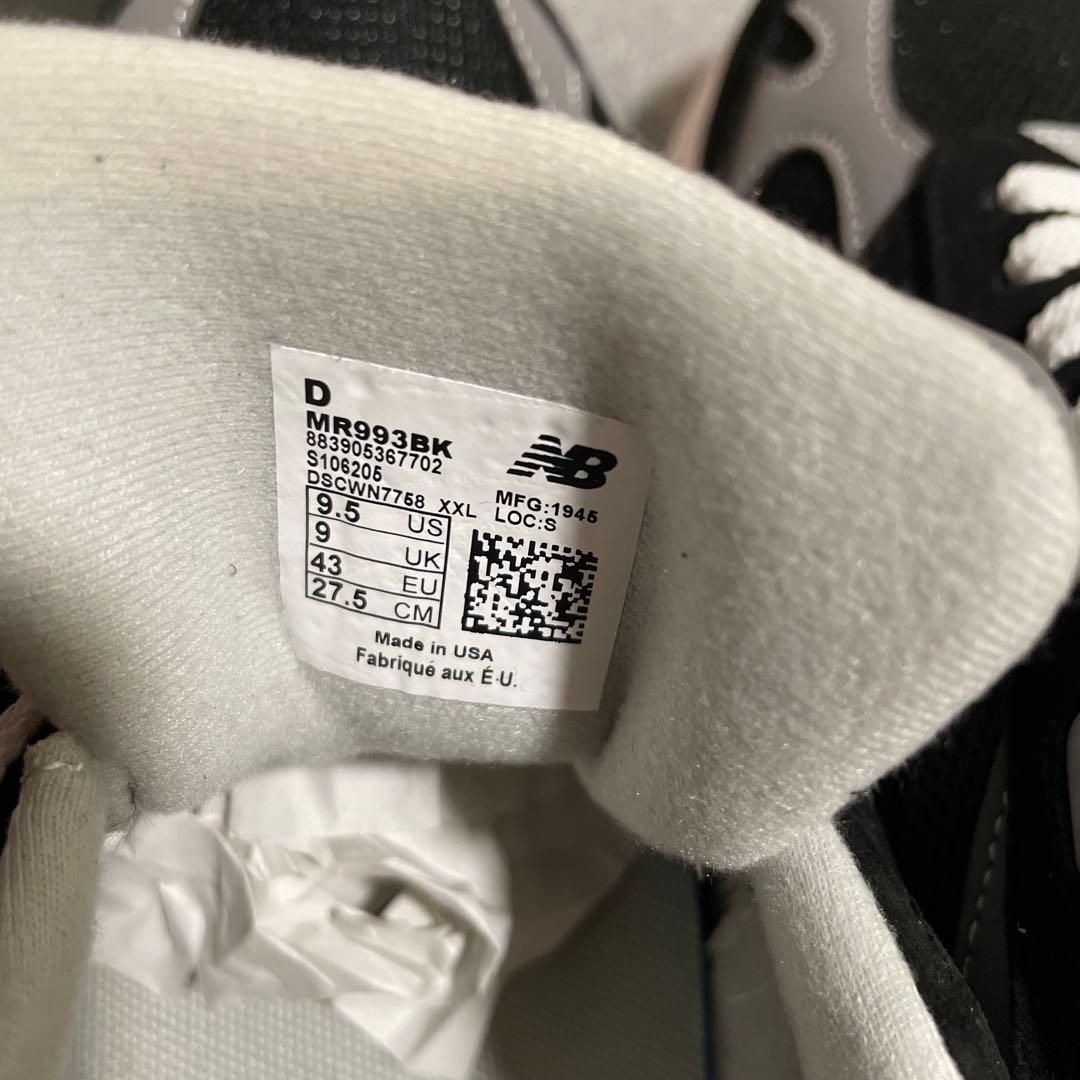 D
MR993BK
883905367702
S106205
DSCWN7758 XXL
NB
MFG:1945
LOC:S
9.5 US
9 UK
43 EU
27.5 CM
Made in USA
Fabriqué aux É.U.